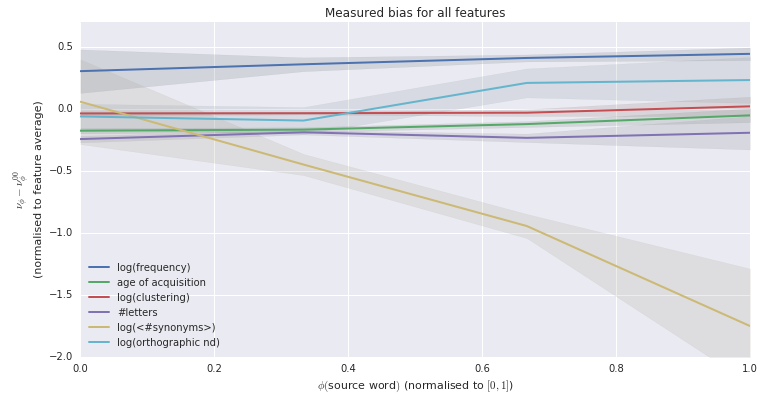 Measured bias for all features
0.5
0.0
−0.5
−1.0
−1.5
−2.0
ν_ϕ − ν_ϕ^00
(normalised to feature average)
log(frequency)
age of acquisition
log(clustering)
#letters
log(<#synonyms>)
log(orthographic nd)
0.0 0.2 0.4 0.6 0.8 1.0
ϕ(source word) (normalised to [0, 1])